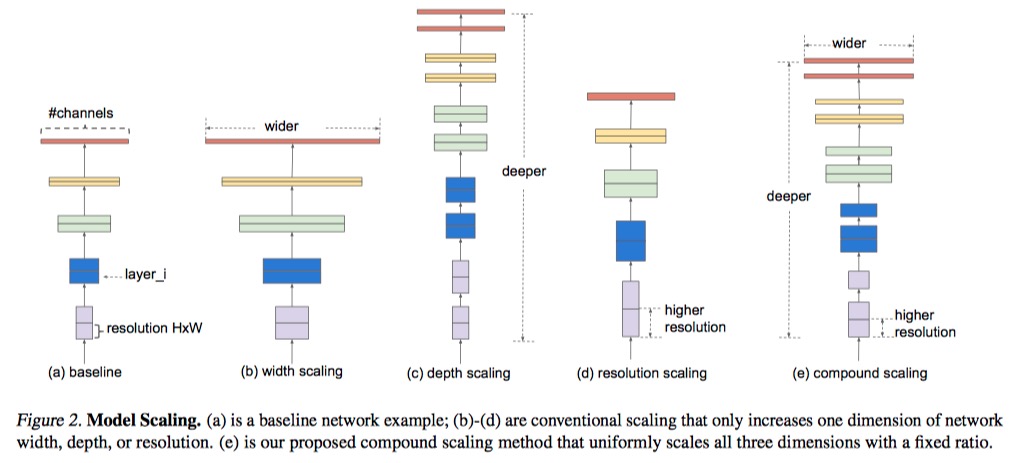 #channels
layer_i
resolution HxW
(a) baseline
wider
(b) width scaling
deeper
(c) depth scaling
higher
resolution
(d) resolution scaling
wider
deeper
higher
resolution
(e) compound scaling
Figure 2. Model Scaling. (a) is a baseline network example; (b)-(d) are conventional scaling that only increases one dimension of network
width, depth, or resolution. (e) is our proposed compound scaling method that uniformly scales all three dimensions with a fixed ratio.